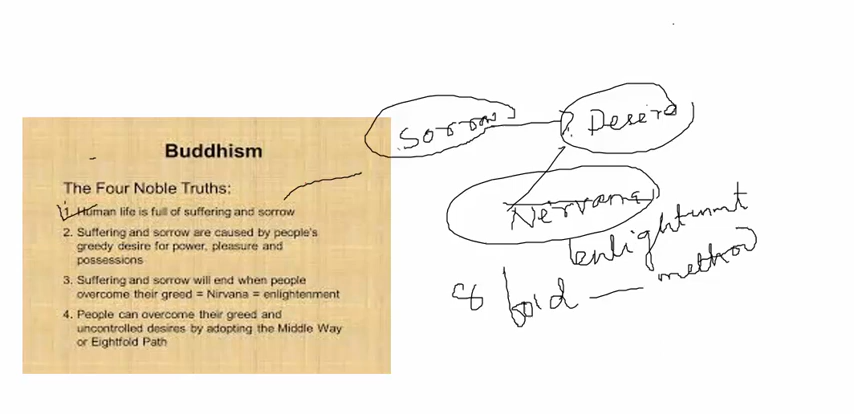 Buddhism
The Four Noble Truths:
1. Human life is full of suffering and sorrow
2. Suffering and sorrow are caused by people's
greedy desire for power, pleasure and
possessions
3. Suffering and sorrow will end when people
overcome their greed = Nirvana = enlightenment
4. People can overcome their greed and
uncontrolled desires by adopting the Middle Way
or Eightfold Path
Sorrow
Desire
Nirvana
enlightenment
8 fold — method